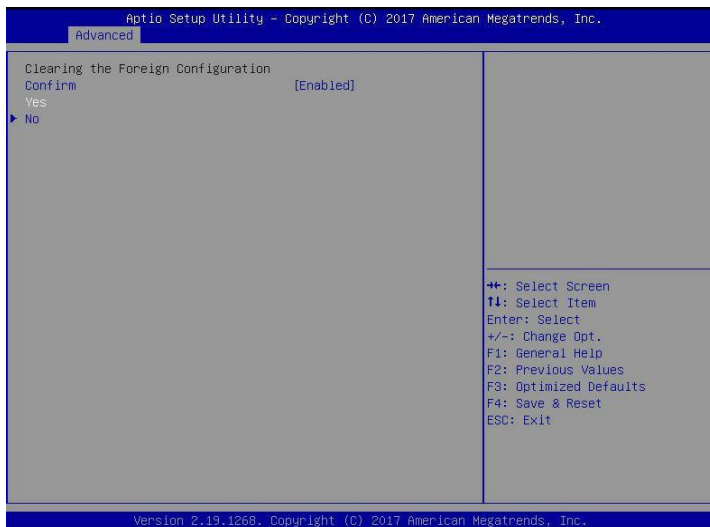 Aptio Setup Utility – Copyright (C) 2017 American Megatrends, Inc.
Advanced
Clearing the Foreign Configuration
Confirm [Enabled]
Yes
No
→←: Select Screen
↑↓: Select Item
Enter: Select
+/-: Change Opt.
F1: General Help
F2: Previous Values
F3: Optimized Defaults
F4: Save & Reset
ESC: Exit
Version 2.19.1268. Copyright (C) 2017 American Megatrends, Inc.